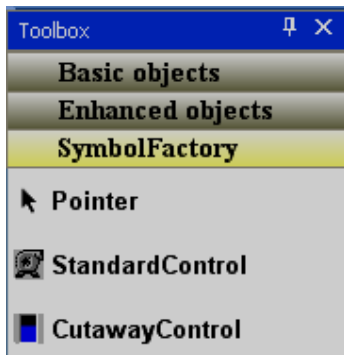 Toolbox
Basic objects
Enhanced objects
SymbolFactory
Pointer
StandardControl
CutawayControl